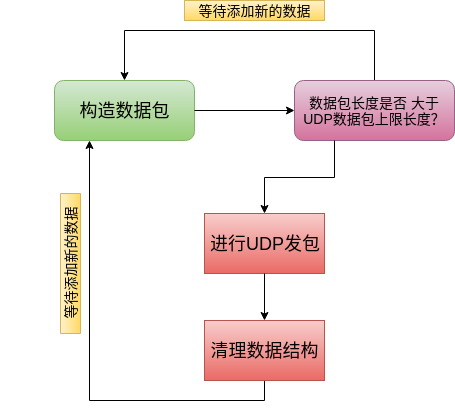 等待添加新的数据
构造数据包
数据包长度是否 大于
UDP数据包上限长度?
进行UDP发包
等待添加新的数据
清理数据结构